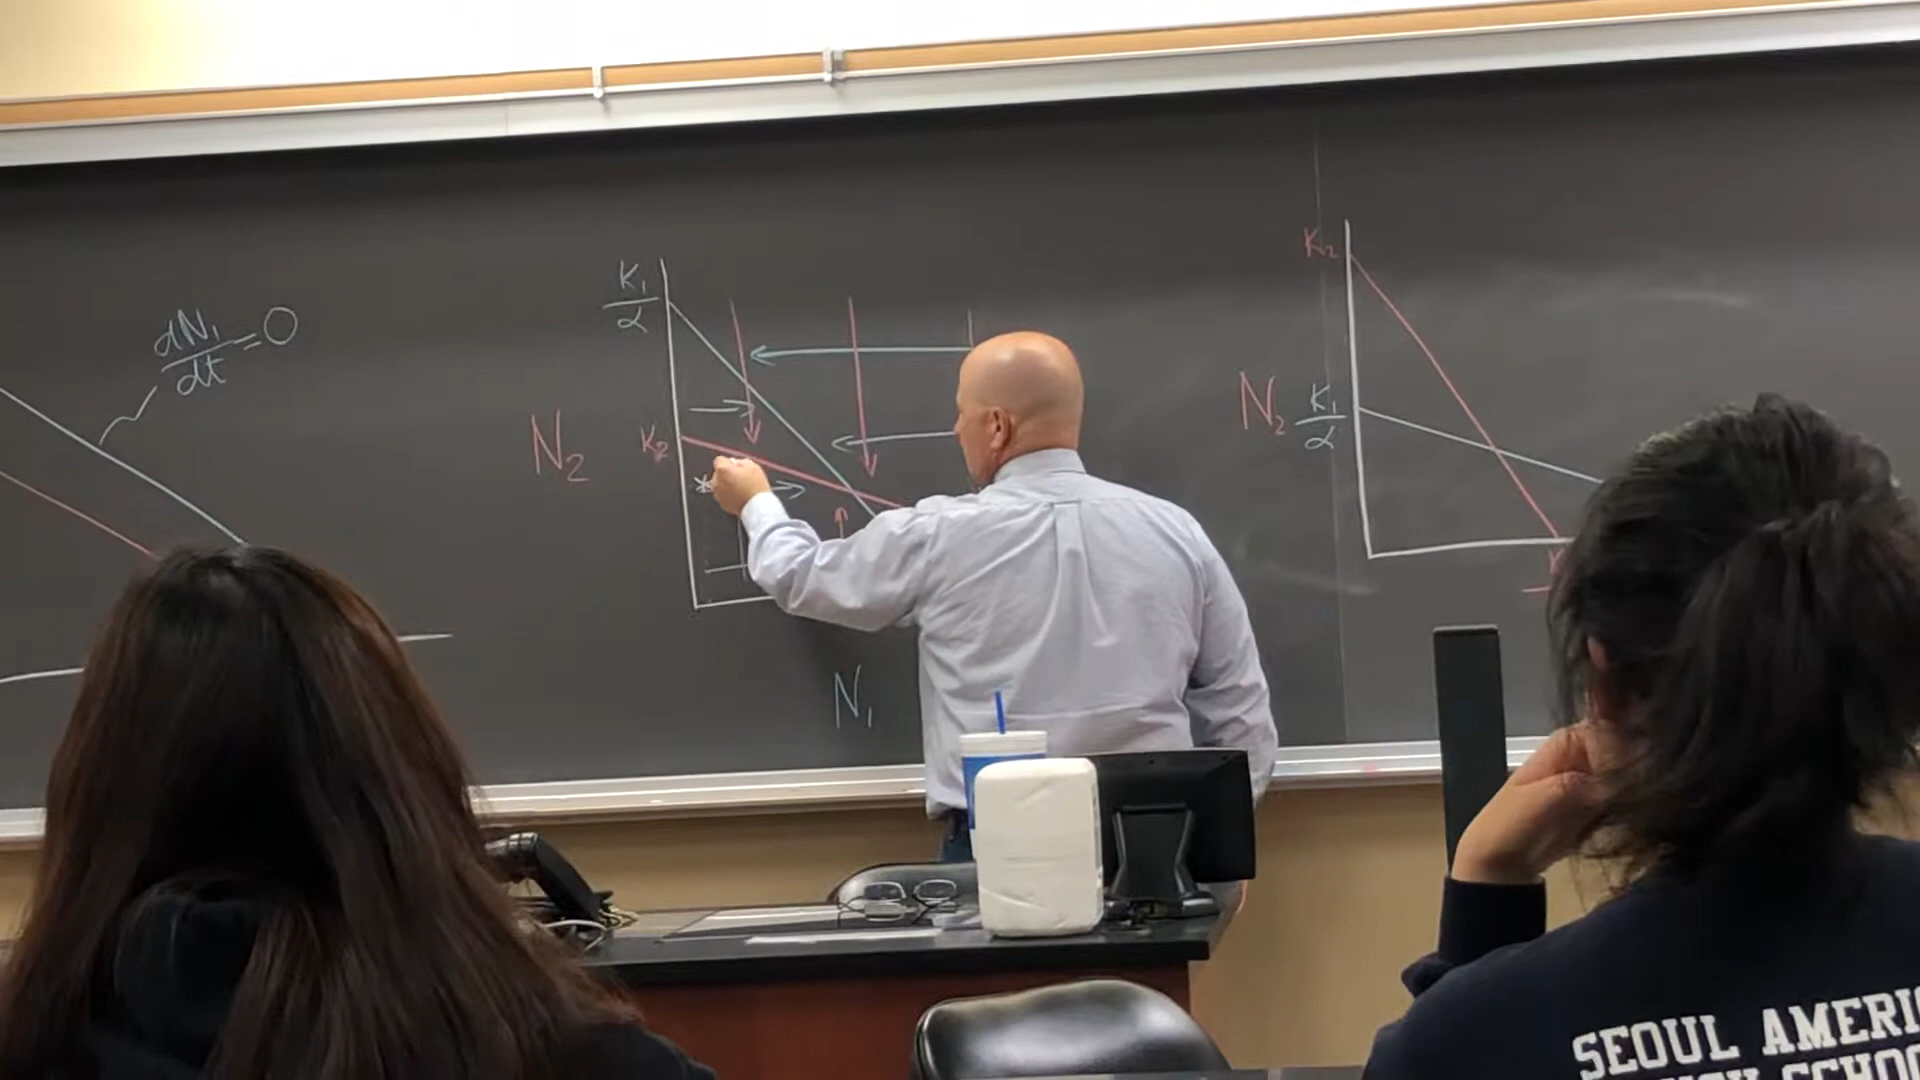 dN₁/dt = 0
K₁/α
N₂
K₂
*
N₁
K₂
N₂
K₁/α
K
SEOUL AMERI